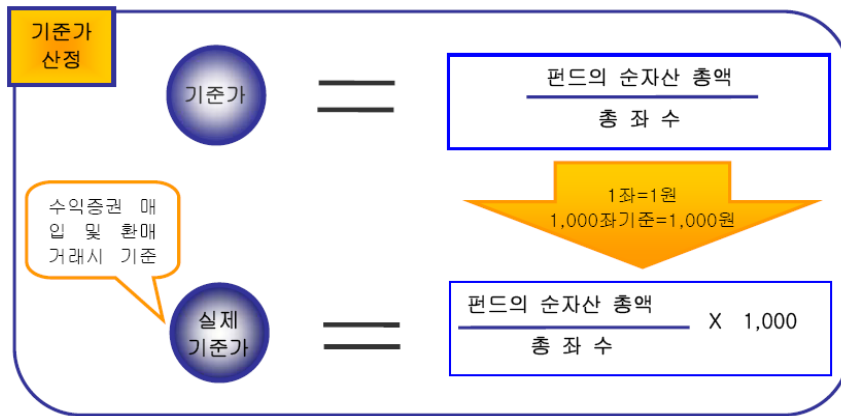 기준가
산정
기준가
펀드의 순자산 총액
총 좌 수
1좌=1원
1,000좌기준=1,000원
수익증권 매
입 및 환매
거래시 기준
실제
기준가
펀드의 순자산 총액
총 좌 수
X 1,000